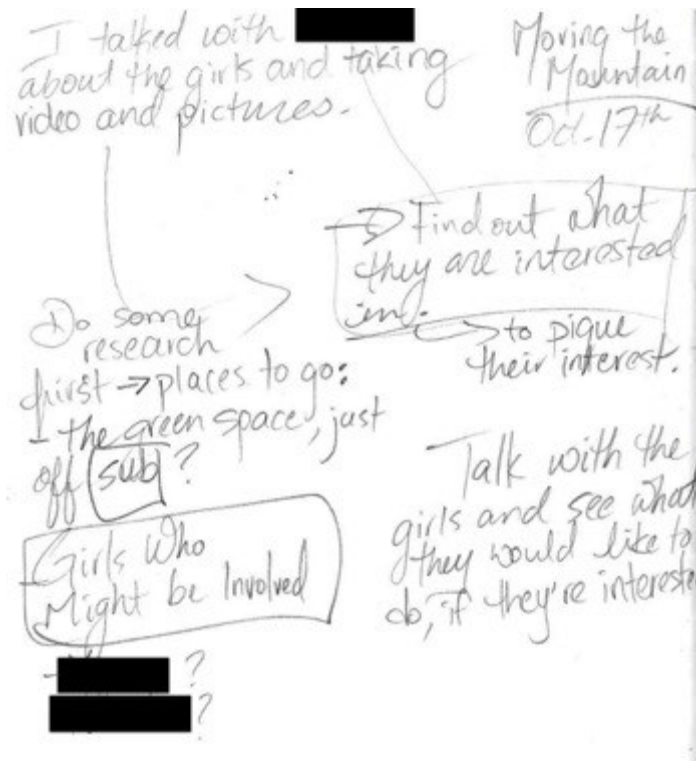 I talked with
about the girls and taking
video and pictures.
Moving the
Mountain
Oct. 17th
→ Find out what
they are interested
in.
→ to pique
their interest.
Do some
research
first → places to go:
- the green space, just
off sub?
Talk with the
girls and see what
they would like to
do, if they're intereste
- Girls Who
Might be Involved
?
?